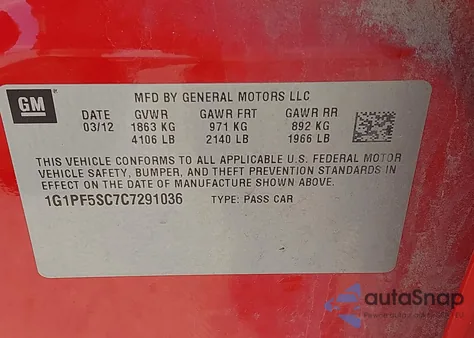 GM
MFD BY GENERAL MOTORS LLC
DATE GVWR GAWR FRT GAWR RR
03/12 1863 KG 971 KG 892 KG
4106 LB 2140 LB 1966 LB
THIS VEHICLE CONFORMS TO ALL APPLICABLE U.S. FEDERAL MOTOR
VEHICLE SAFETY, BUMPER, AND THEFT PREVENTION STANDARDS IN
EFFECT ON THE DATE OF MANUFACTURE SHOWN ABOVE.
1G1PF5SC7C7291036 TYPE: PASS CAR
autoSnap